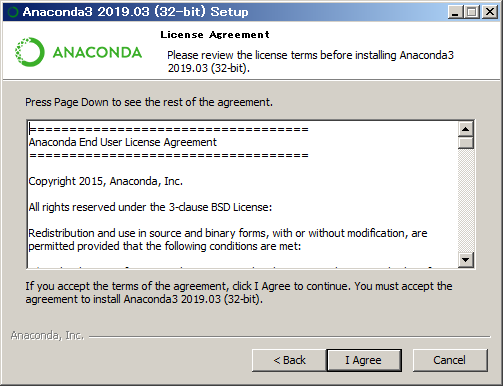 Anaconda3 2019.03 (32-bit) Setup
ANACONDA
License Agreement
Please review the license terms before installing Anaconda3
2019.03 (32-bit).
Press Page Down to see the rest of the agreement.
===================================
Anaconda End User License Agreement
===================================
Copyright 2015, Anaconda, Inc.
All rights reserved under the 3-clause BSD License:
Redistribution and use in source and binary forms, with or without modification, are
permitted provided that the following conditions are met:
If you accept the terms of the agreement, click I Agree to continue. You must accept the
agreement to install Anaconda3 2019.03 (32-bit).
Anaconda, Inc.
< Back
I Agree
Cancel